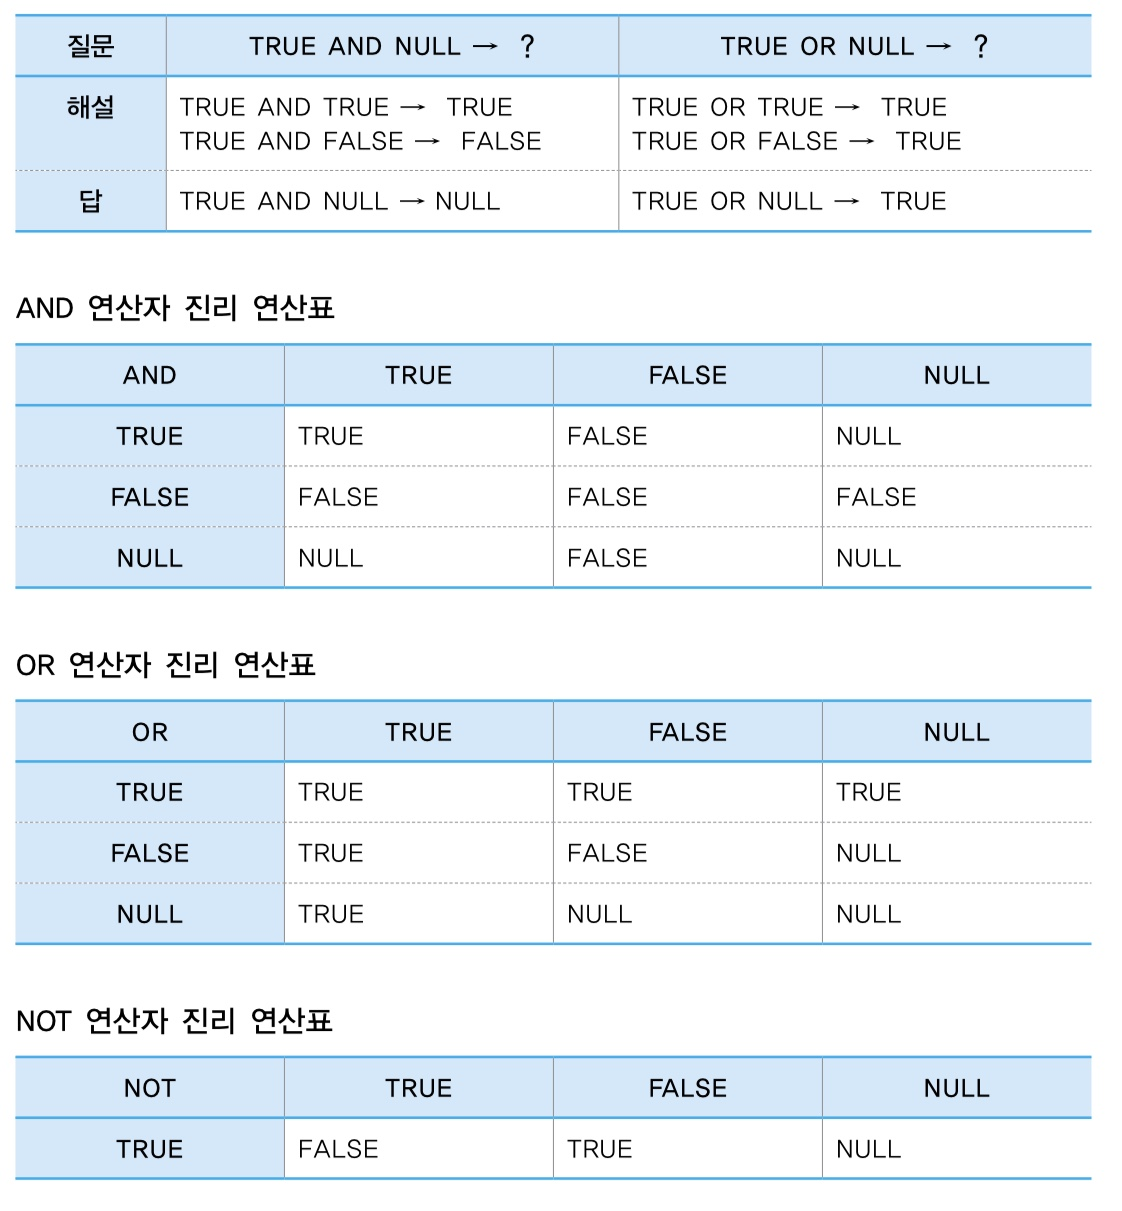 질문 TRUE AND NULL → ? TRUE OR NULL → ?
해설 TRUE AND TRUE → TRUE TRUE OR TRUE → TRUE
TRUE AND FALSE → FALSE TRUE OR FALSE → TRUE
답 TRUE AND NULL → NULL TRUE OR NULL → TRUE
AND 연산자 진리 연산표
AND TRUE FALSE NULL
TRUE TRUE FALSE NULL
FALSE FALSE FALSE FALSE
NULL NULL FALSE NULL
OR 연산자 진리 연산표
OR TRUE FALSE NULL
TRUE TRUE TRUE TRUE
FALSE TRUE FALSE NULL
NULL TRUE NULL NULL
NOT 연산자 진리 연산표
NOT TRUE FALSE NULL
TRUE FALSE TRUE NULL